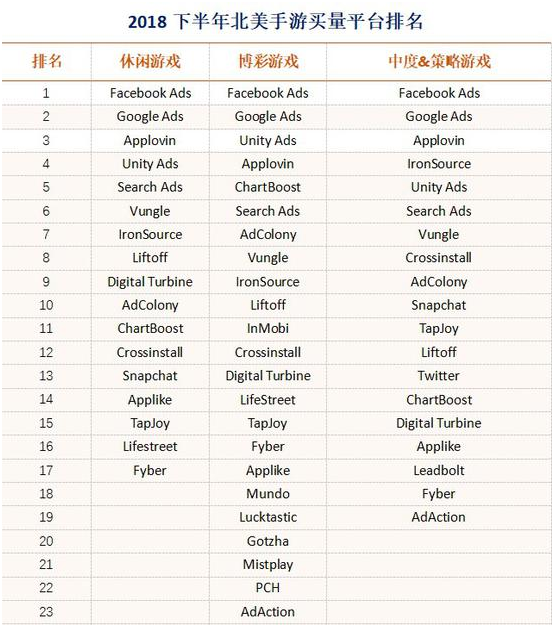 2018 下半年北美手游买量平台排名
排名 休闲游戏 博彩游戏 中度&策略游戏
1 Facebook Ads Facebook Ads Facebook Ads
2 Google Ads Google Ads Google Ads
3 Applovin Unity Ads Applovin
4 Unity Ads Applovin IronSource
5 Search Ads ChartBoost Unity Ads
6 Vungle Search Ads Search Ads
7 IronSource AdColony Vungle
8 Liftoff Vungle Crossinstall
9 Digital Turbine IronSource AdColony
10 AdColony Liftoff Snapchat
11 ChartBoost InMobi TapJoy
12 Crossinstall Crossinstall Liftoff
13 Snapchat Digital Turbine Twitter
14 Applike LifeStreet ChartBoost
15 TapJoy TapJoy Digital Turbine
16 Lifestreet Fyber Applike
17 Fyber Applike Leadbolt
18 Mundo Fyber
19 Lucktastic AdAction
20 Gotzha
21 Mistplay
22 PCH
23 AdAction